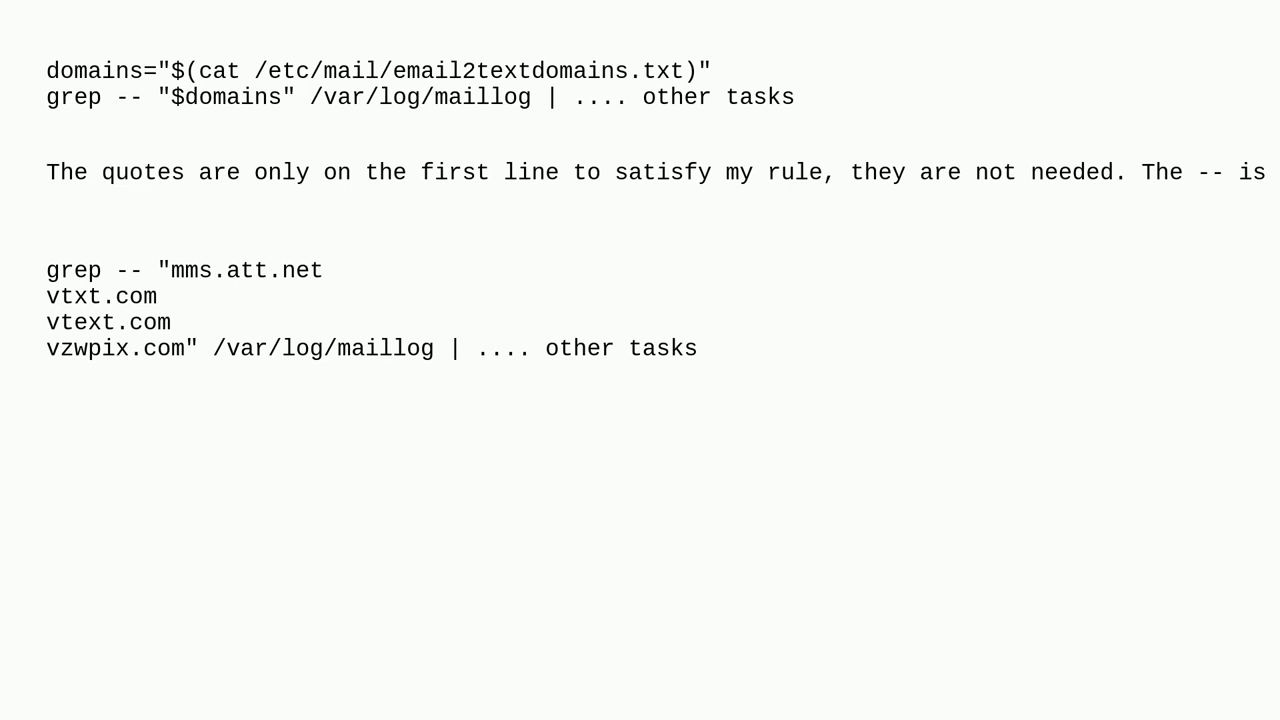 domains="$(cat /etc/mail/email2textdomains.txt)"
grep -- "$domains" /var/log/maillog | .... other tasks
The quotes are only on the first line to satisfy my rule, they are not needed. The -- is
grep -- "mms.att.net
vtxt.com
vtext.com
vzwpix.com" /var/log/maillog | .... other tasks